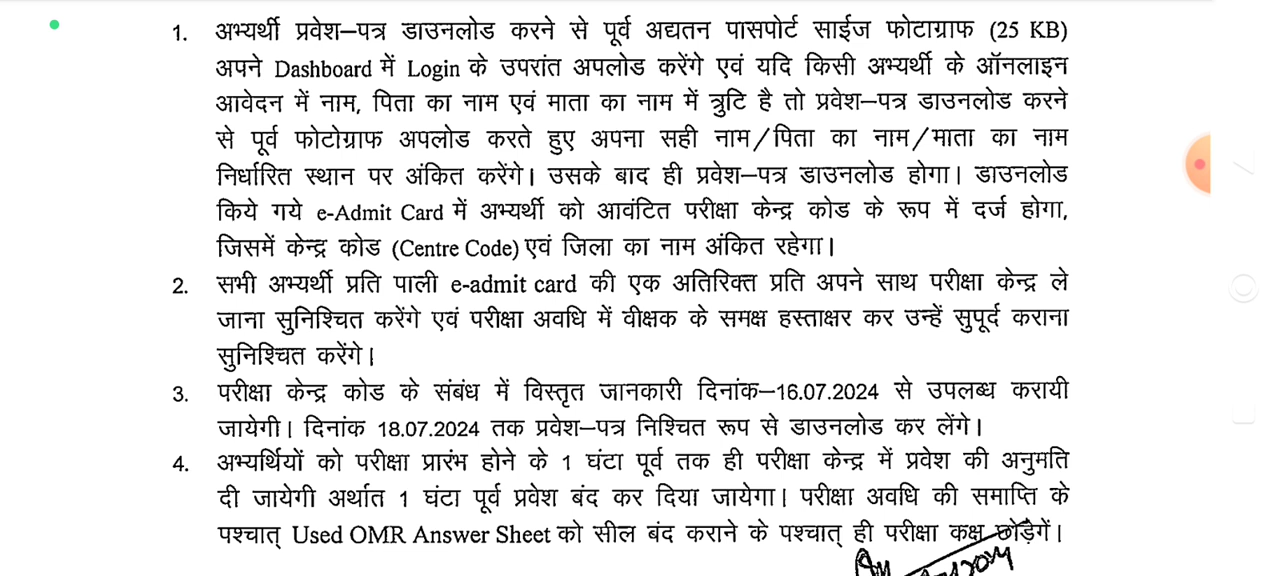 1. अभ्यर्थी प्रवेश–पत्र डाउनलोड करने से पूर्व अद्यतन पासपोर्ट साईज फोटाग्राफ (25 KB)
अपने Dashboard में Login के उपरांत अपलोड करेंगे एवं यदि किसी अभ्यर्थी के ऑनलाइन
आवेदन में नाम, पिता का नाम एवं माता का नाम में त्रुटि है तो प्रवेश–पत्र डाउनलोड करने
से पूर्व फोटोग्राफ अपलोड करते हुए अपना सही नाम/पिता का नाम/माता का नाम
निर्धारित स्थान पर अंकित करेंगे। उसके बाद ही प्रवेश–पत्र डाउनलोड होगा। डाउनलोड
किये गये e-Admit Card में अभ्यर्थी को आवंटित परीक्षा केन्द्र कोड के रूप में दर्ज होगा,
जिसमें केन्द्र कोड (Centre Code) एवं जिला का नाम अंकित रहेगा।
2. सभी अभ्यर्थी प्रति पाली e-admit card की एक अतिरिक्त प्रति अपने साथ परीक्षा केन्द्र ले
जाना सुनिश्चित करेंगे एवं परीक्षा अवधि में वीक्षक के समक्ष हस्ताक्षर कर उन्हें सुपूर्द कराना
सुनिश्चित करेंगे।
3. परीक्षा केन्द्र कोड के संबंध में विस्तृत जानकारी दिनांक–16.07.2024 से उपलब्ध करायी
जायेगी। दिनांक 18.07.2024 तक प्रवेश–पत्र निश्चित रूप से डाउनलोड कर लेंगे।
4. अभ्यर्थियों को परीक्षा प्रारंभ होने के 1 घंटा पूर्व तक ही परीक्षा केन्द्र में प्रवेश की अनुमति
दी जायेगी अर्थात 1 घंटा पूर्व प्रवेश बंद कर दिया जायेगा। परीक्षा अवधि की समाप्ति के
पश्चात् Used OMR Answer Sheet को सील बंद कराने के पश्चात् ही परीक्षा कक्ष छोड़ेगें।